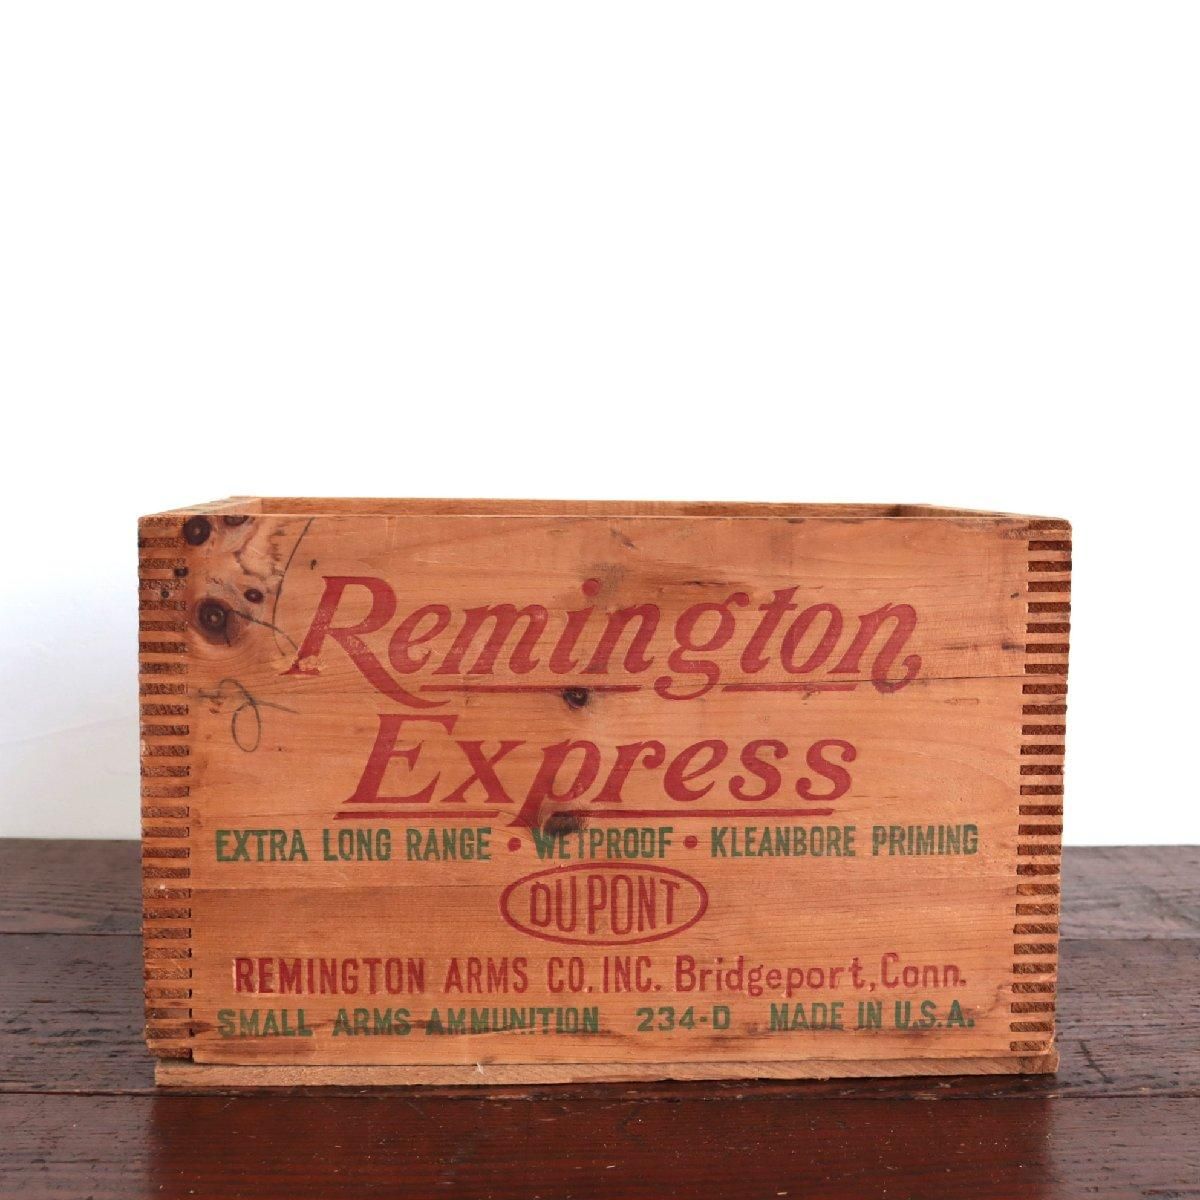 Remington
Express
EXTRA LONG RANGE • WETPROOF • KLEANBORE PRIMING
DU PONT
REMINGTON ARMS CO. INC. Bridgeport, Conn.
SMALL ARMS AMMUNITION 234-D MADE IN U.S.A.